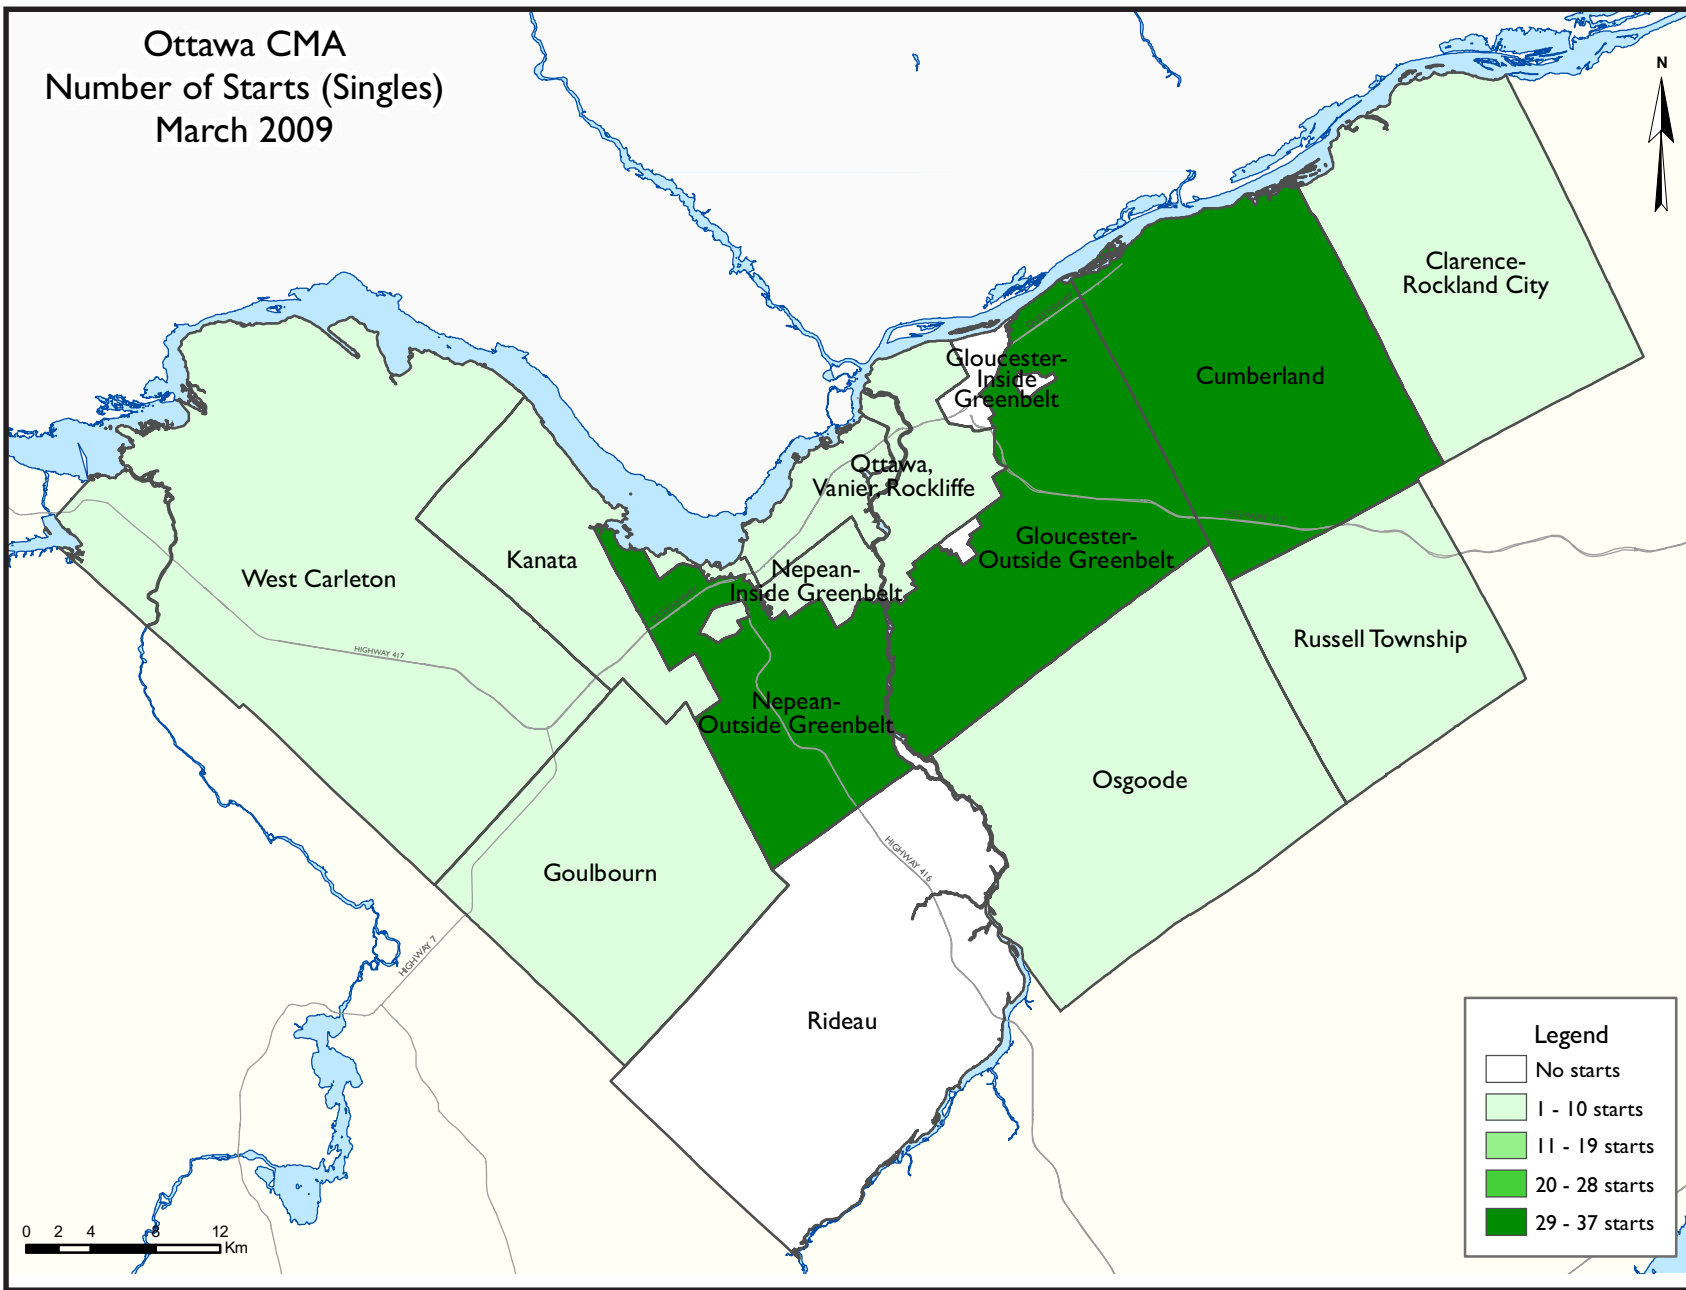 Ottawa CMA
Number of Starts (Singles)
March 2009
N
Clarence-
Rockland City
Gloucester-
Inside
Greenbelt
Cumberland
Ottawa,
Vanier, Rockliffe
Gloucester-
Outside Greenbelt
Kanata
West Carleton
Nepean-
Inside Greenbelt
Russell Township
HIGHWAY 417
Nepean-
Outside Greenbelt
Osgoode
Goulbourn
HIGHWAY 416
HIGHWAY 7
Rideau
Legend
No starts
1 - 10 starts
11 - 19 starts
20 - 28 starts
29 - 37 starts
0 2 4 8 12
Km